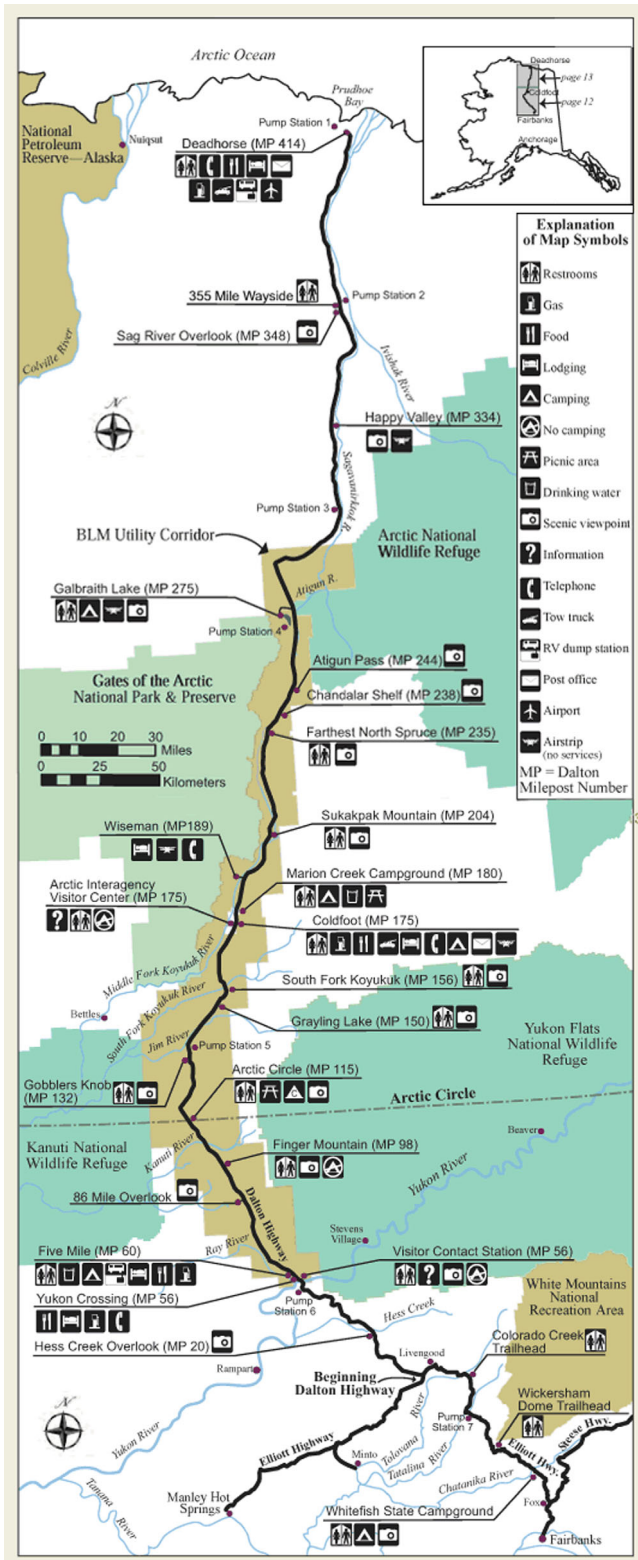 Arctic Ocean
Prudhoe
Bay
Pump Station 1
Deadhorse (MP 414)
National
Petroleum
Reserve—Alaska
Nuiqsut
Colville River
Deadhorse
page 13
Coldfoot
page 12
Fairbanks
Anchorage
Explanation
of Map Symbols
Restrooms
Gas
Food
Lodging
Camping
No camping
Picnic area
Drinking water
Scenic viewpoint
Information
Telephone
Tow truck
RV dump station
Post office
Airport
Airstrip
(no services)
MP = Dalton
Milepost Number
355 Mile Wayside
Pump Station 2
Sag River Overlook (MP 348)
Ivishak River
N
Happy Valley (MP 334)
Sagavanirktok R.
Pump Station 3
BLM Utility Corridor
Arctic National
Wildlife Refuge
Atigun R.
Galbraith Lake (MP 275)
Pump Station 4
Gates of the Arctic
National Park & Preserve
Atigun Pass (MP 244)
Chandalar Shelf (MP 238)
Farthest North Spruce (MP 235)
0 10 20 30
Miles
0 25 50
Kilometers
Sukakpak Mountain (MP 204)
Wiseman (MP189)
Marion Creek Campground (MP 180)
Arctic Interagency
Visitor Center (MP 175)
Coldfoot (MP 175)
Middle Fork Koyukuk River
South Fork Koyukuk (MP 156)
South Fork Koyukuk River
Bettles
Grayling Lake (MP 150)
Jim River
Pump Station 5
Yukon Flats
National Wildlife
Refuge
Gobblers Knob
(MP 132)
Arctic Circle (MP 115)
Arctic Circle
Kanuti National
Wildlife Refuge
Kanuti River
Beaver
Finger Mountain (MP 98)
Yukon River
86 Mile Overlook
Dalton Highway
Stevens
Village
Ray River
Five Mile (MP 60)
Visitor Contact Station (MP 56)
Yukon Crossing (MP 56)
Pump
Station 6
White Mountains
National
Recreation Area
Hess Creek
Hess Creek Overlook (MP 20)
Colorado Creek
Trailhead
Livengood
Rampart
Beginning
Dalton Highway
Wickersham
Dome Trailhead
N
Pump
Station 7
Steese Hwy.
Elliott Hwy.
Elliott Highway
Tolovana
River
Tatalina River
Minto
Yukon River
Chatanika River
Tanana
River
Manley Hot
Springs
Whitefish State Campground
Fox
Fairbanks